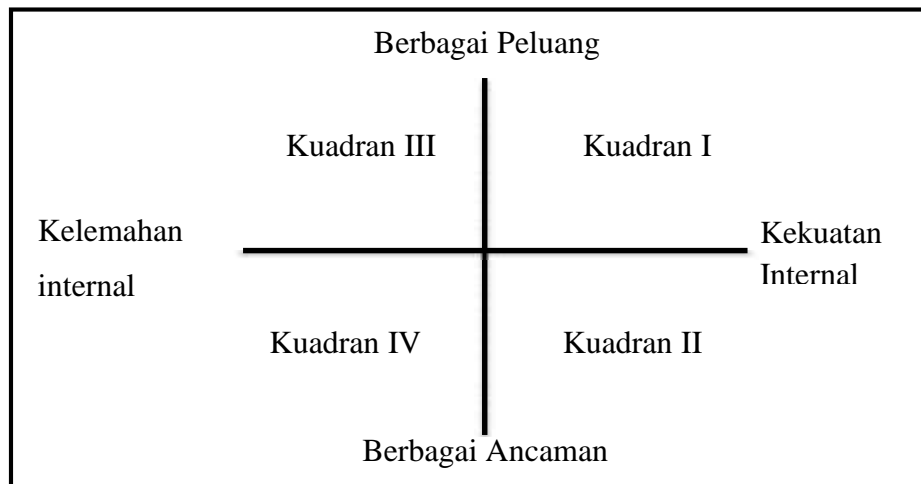 Berbagai Peluang
Kuadran III
Kuadran I
Kelemahan
internal
Kekuatan
Internal
Kuadran IV
Kuadran II
Berbagai Ancaman